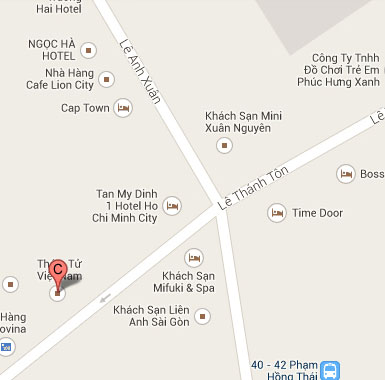 Hai Hotel
NGỌC HÀ
HOTEL
Lê Anh Xuân
Nhà Hàng
Cafe Lion City
Cap Town
Công Ty Tnhh
Đồ Chơi Trẻ Em
Phúc Hưng Xanh
Khách Sạn Mini
Xuân Nguyên
Lê
Lê Thánh Tôn
Boss
Tan My Dinh
1 Hotel Ho
Chi Minh City
Time Door
C
Tử
Việt Nam
Khách Sạn
Mifuki & Spa
Hàng
ovina
Khách Sạn Liên
Anh Sài Gòn
40 - 42 Phạm
Hồng Thái